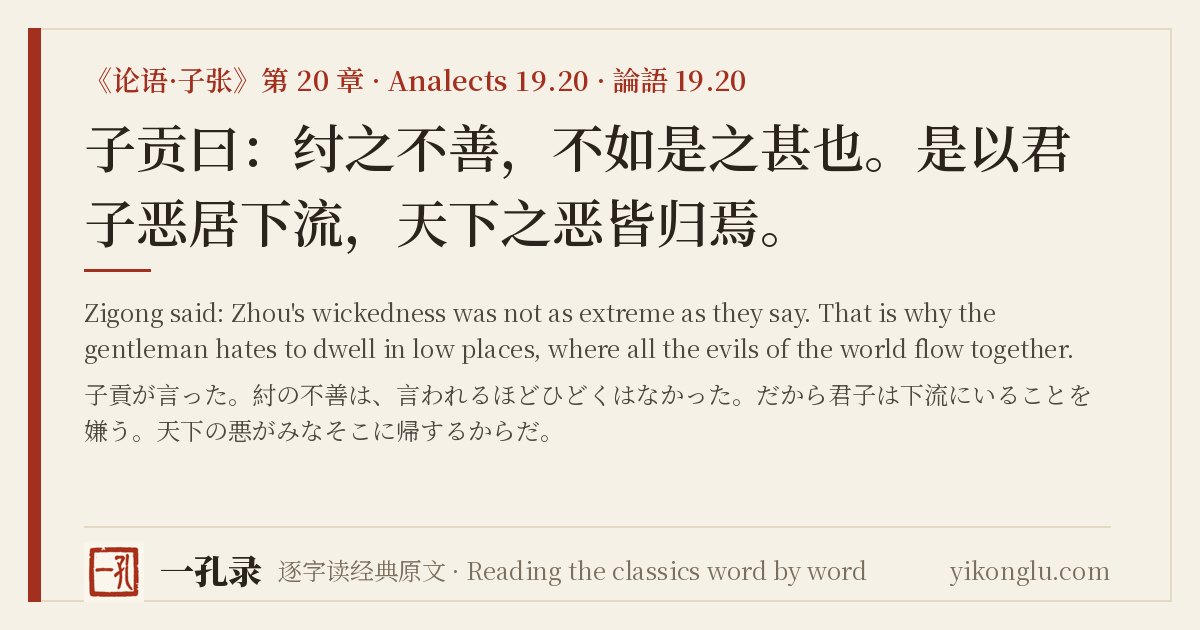 《论语·子张》第 20 章 · Analects 19.20 · 論語 19.20
子贡曰：纣之不善，不如是之甚也。是以君
子恶居下流，天下之恶皆归焉。
Zigong said: Zhou's wickedness was not as extreme as they say. That is why the
gentleman hates to dwell in low places, where all the evils of the world flow together.
子貢が言った。紂の不善は、言われるほどひどくはなかった。だから君子は下流にいることを
嫌う。天下の悪がみなそこに帰するからだ。
一孔
一孔录 逐字读经典原文 · Reading the classics word by word yikonglu.com